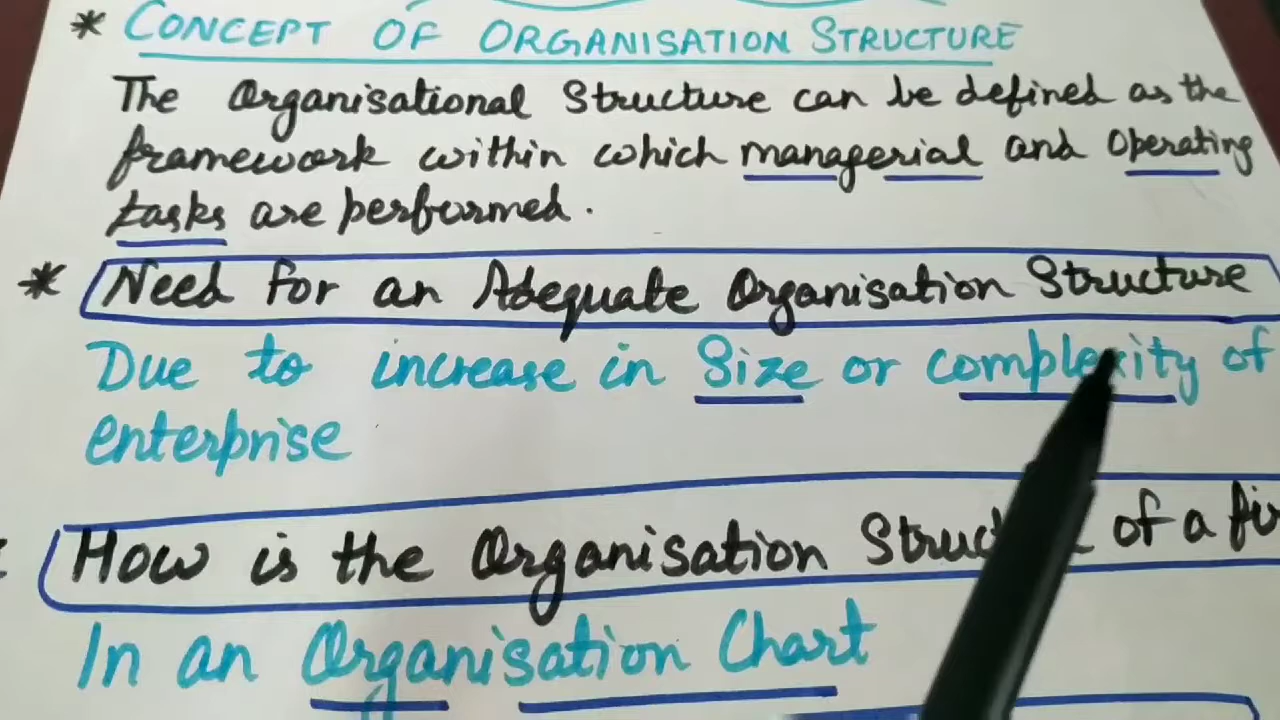 * CONCEPT OF ORGANISATION STRUCTURE
The Organisational Structure can be defined as the
framework within which managerial and Operating
tasks are performed.
* Need for an Adequate Organisation Structure
Due to increase in Size or complexity of
enterprise
How is the Organisation of a
In an Organisation Chart